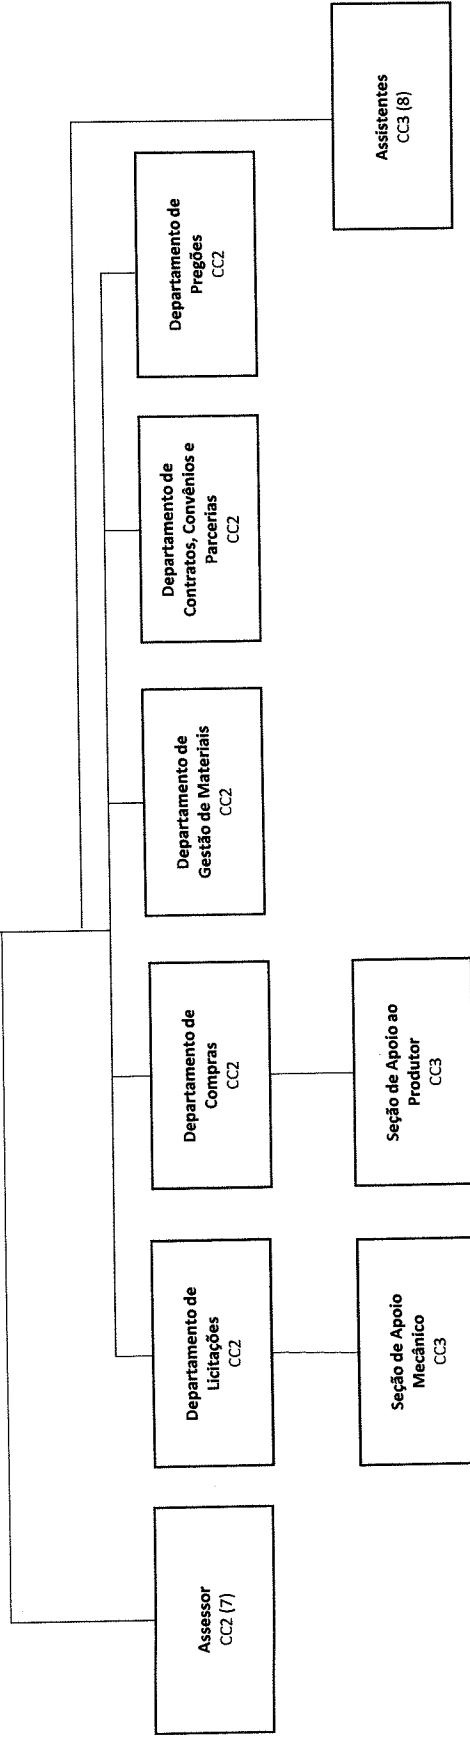 Assessor
CC2 (7)
Departamento de
Licitações
CC2
Departamento de
Compras
CC2
Departamento de
Gestão de Materiais
CC2
Departamento de
Contratos, Convênios e
Parcerias
CC2
Departamento de
Pregões
CC2
Seção de Apoio
Mecânico
CC3
Seção de Apoio ao
Produtor
CC3
Assistentes
CC3 (8)